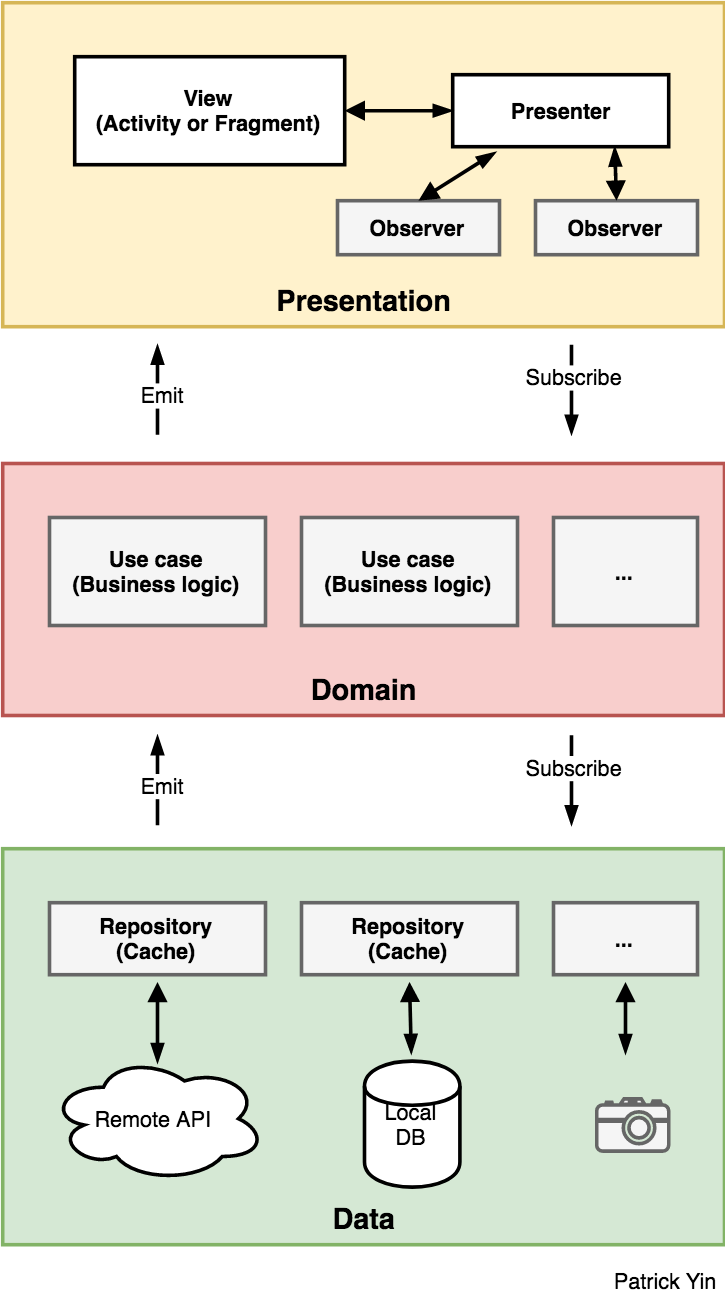 View
(Activity or Fragment)
Presenter
Observer
Observer
Presentation
Emit
Subscribe
Use case
(Business logic)
Use case
(Business logic)
...
Domain
Emit
Subscribe
Repository
(Cache)
Repository
(Cache)
...
Remote API
Local
DB
Data
Patrick Yin